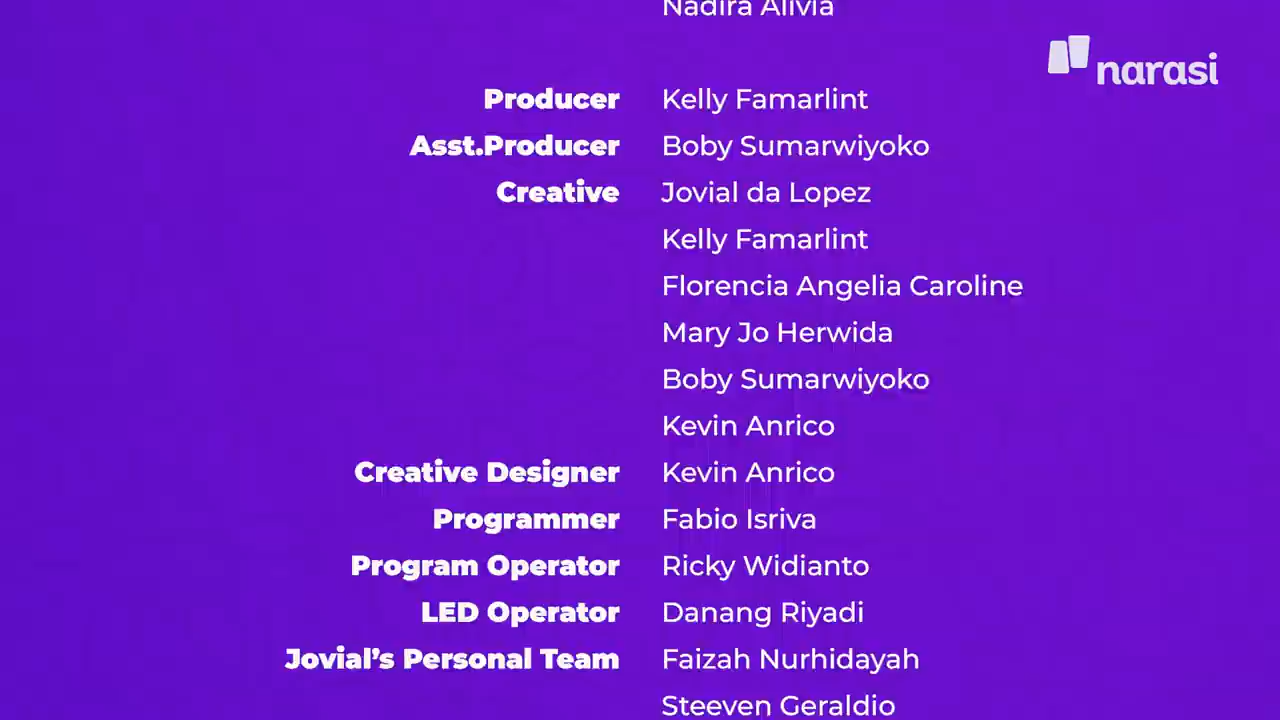 Nadira Alivia
narasi
Producer Kelly Famarlint
Asst.Producer Boby Sumarwiyoko
Creative Jovial da Lopez
Kelly Famarlint
Florencia Angelia Caroline
Mary Jo Herwida
Boby Sumarwiyoko
Kevin Anrico
Creative Designer Kevin Anrico
Programmer Fabio Isriva
Program Operator Ricky Widianto
LED Operator Danang Riyadi
Jovial’s Personal Team Faizah Nurhidayah
Steeven Geraldio